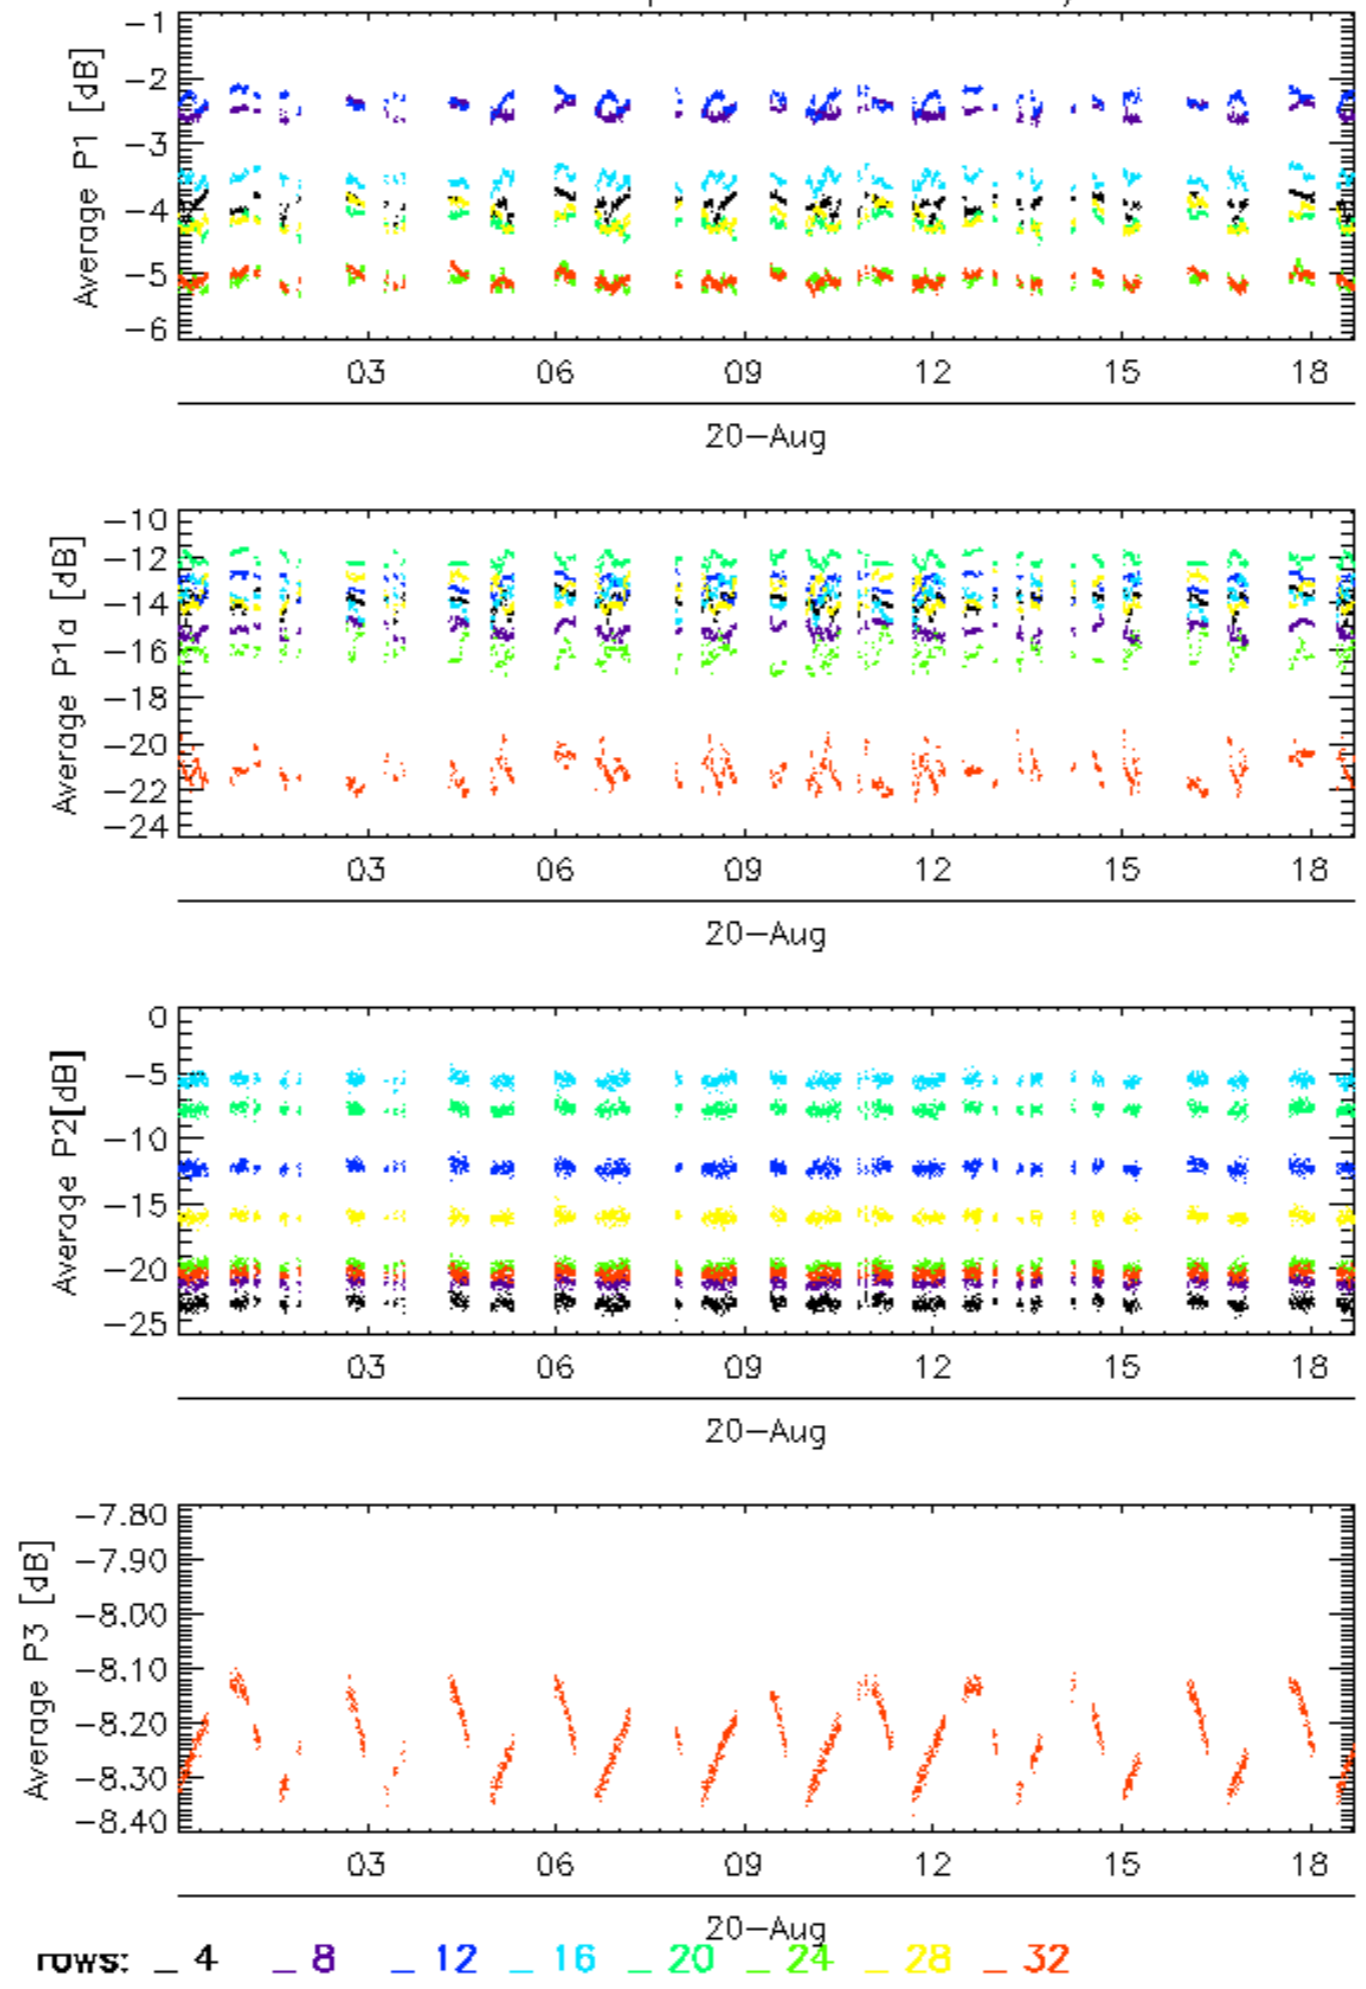 Average P1 [dB]
-1
-2
-3
-4
-5
-6
03 06 09 12 15 18
20-Aug
Average P1a [dB]
-10
-12
-14
-16
-18
-20
-22
-24
03 06 09 12 15 18
20-Aug
Average P2[dB]
0
-5
-10
-15
-20
-25
03 06 09 12 15 18
20-Aug
Average P3 [dB]
-7.80
-7.90
-8.00
-8.10
-8.20
-8.30
-8.40
03 06 09 12 15 18
20-Aug
rows: _ 4 _ 8 _ 12 _ 16 _ 20 _ 24 _ 28 _ 32